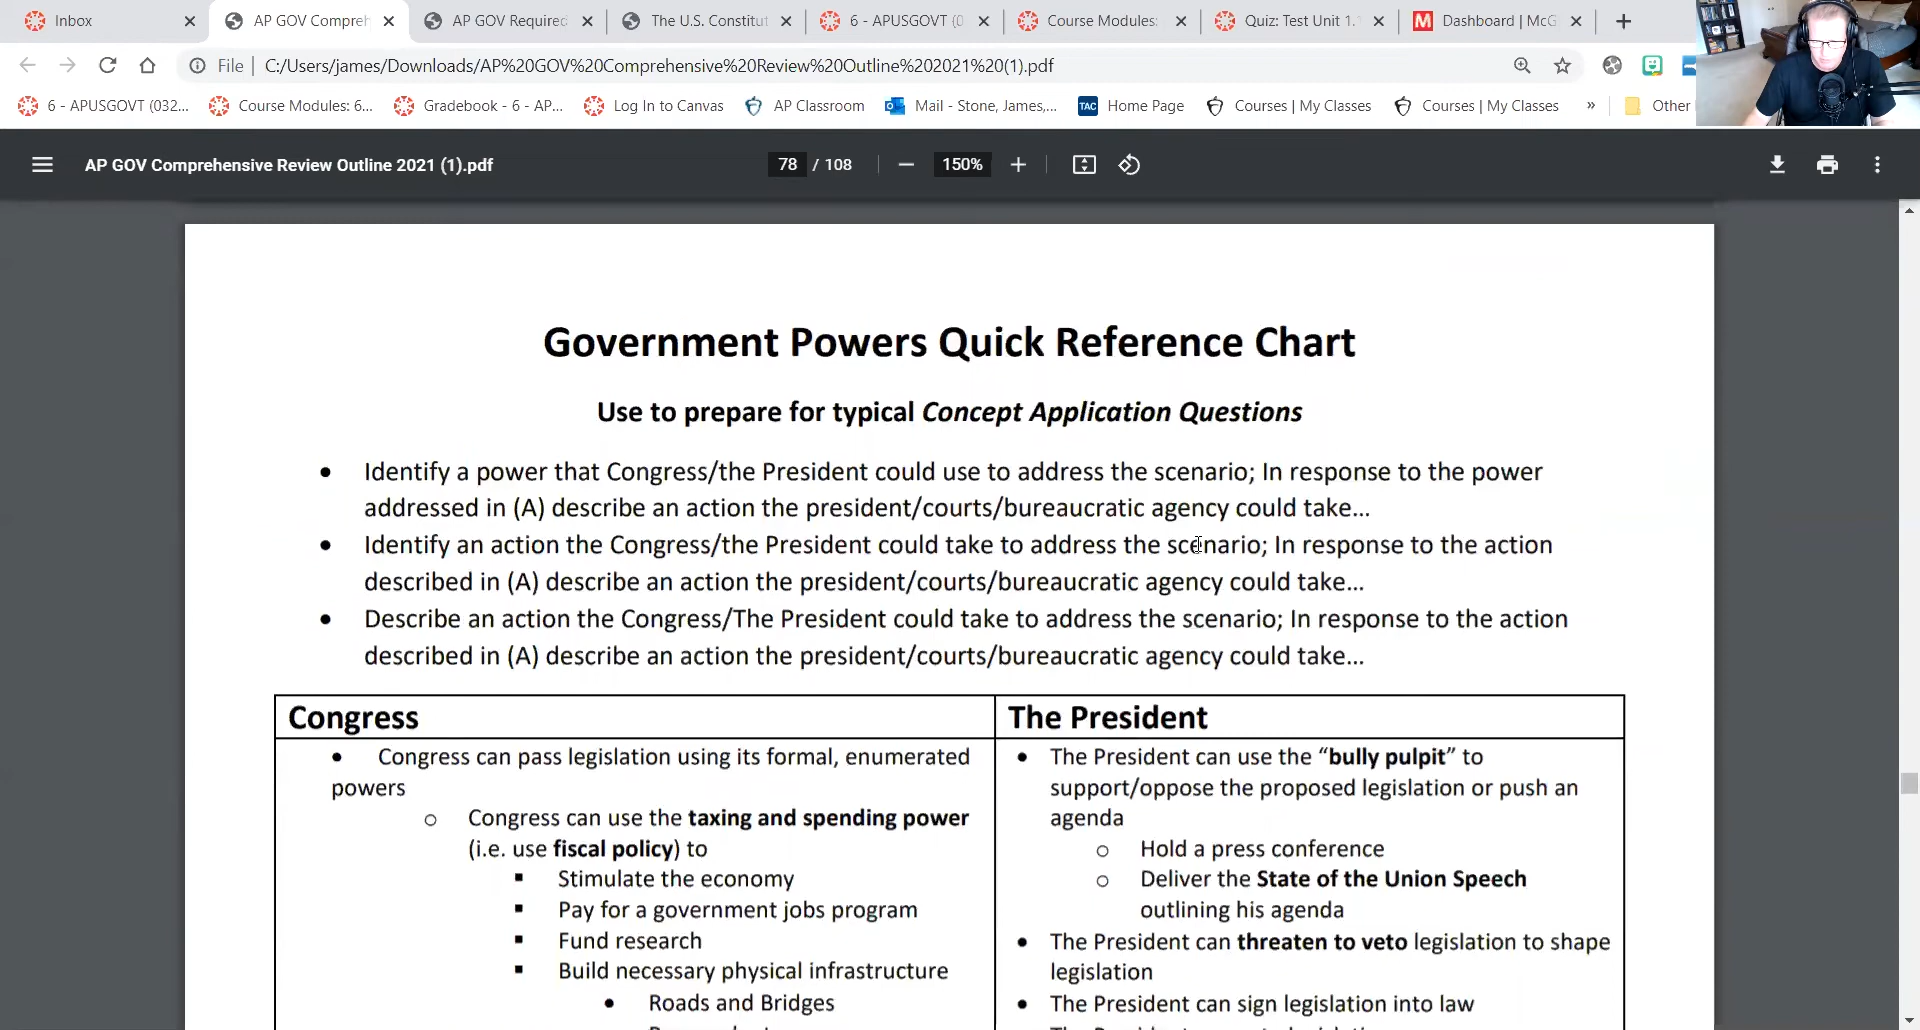 Inbox
AP GOV Compreh
AP GOV Required
The U.S. Constitut
6 - APUSGOVT (0
Course Modules:
Quiz: Test Unit 1.1
M Dashboard | McG
File | C:/Users/james/Downloads/AP%20GOV%20Comprehensive%20Review%20Outline%202021%20(1).pdf
6 - APUSGOVT (032...
Course Modules: 6...
Gradebook - 6 - AP...
Log In to Canvas
AP Classroom
Mail - Stone, James,...
TAC Home Page
Courses | My Classes
Courses | My Classes
»
Other
AP GOV Comprehensive Review Outline 2021 (1).pdf
78 / 108
150%
Government Powers Quick Reference Chart
Use to prepare for typical Concept Application Questions
• Identify a power that Congress/the President could use to address the scenario; In response to the power
addressed in (A) describe an action the president/courts/bureaucratic agency could take...
• Identify an action the Congress/the President could take to address the scenario; In response to the action
described in (A) describe an action the president/courts/bureaucratic agency could take...
• Describe an action the Congress/The President could take to address the scenario; In response to the action
described in (A) describe an action the president/courts/bureaucratic agency could take...
Congress
• Congress can pass legislation using its formal, enumerated
powers
o Congress can use the taxing and spending power
(i.e. use fiscal policy) to
▪ Stimulate the economy
▪ Pay for a government jobs program
▪ Fund research
▪ Build necessary physical infrastructure
• Roads and Bridges
The President
• The President can use the “bully pulpit” to
support/oppose the proposed legislation or push an
agenda
o Hold a press conference
o Deliver the State of the Union Speech
outlining his agenda
• The President can threaten to veto legislation to shape
legislation
• The President can sign legislation into law